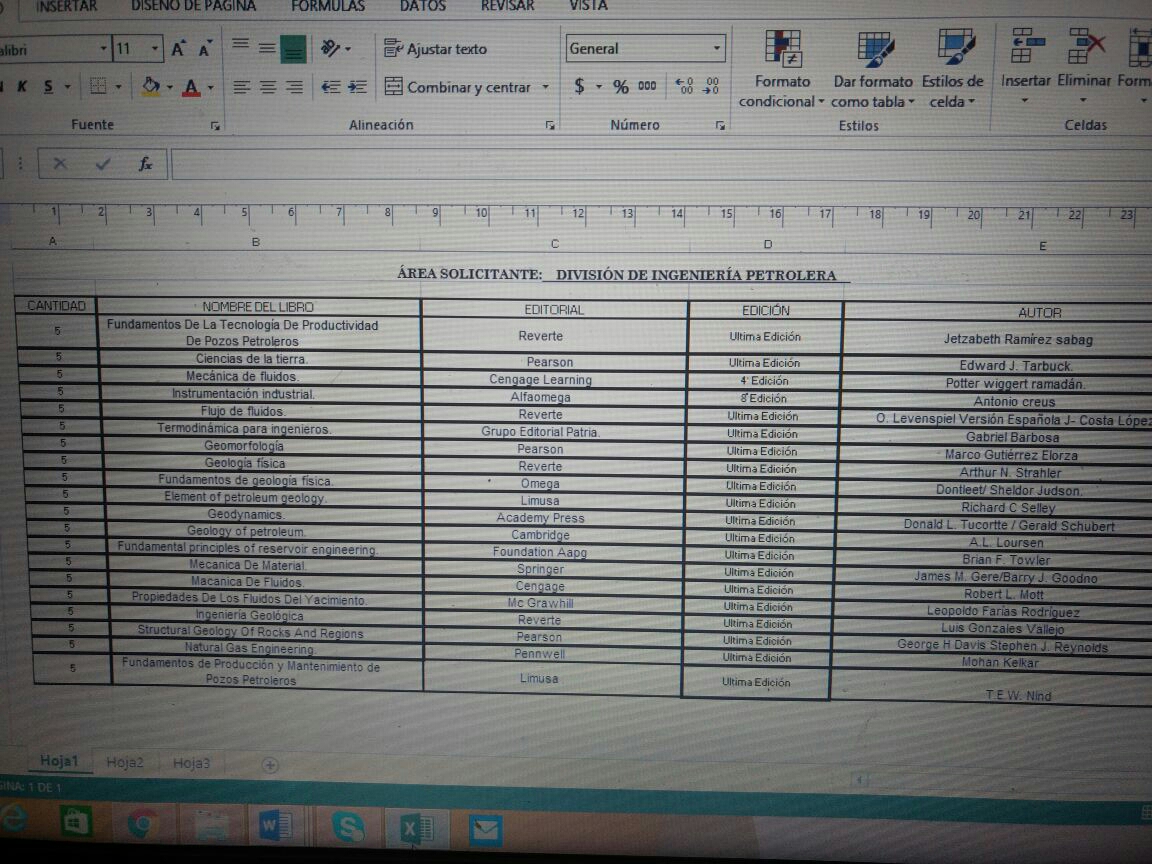 INSERTAR DISEÑO DE PÁGINA FÓRMULAS DATOS REVISAR VISTA
alibri 11 A A Ajustar texto General
K S A Combinar y centrar $ % 000
Formato condicional Dar formato como tabla Estilos de celda Insertar Eliminar Form
Fuente Alineación Número Estilos Celdas
fx
1 2 3 4 5 6 7 8 9 10 11 12 13 14 15 16 17 18 19 20 21 22 23
A B C D E
ÁREA SOLICITANTE: DIVISIÓN DE INGENIERÍA PETROLERA
CANTIDAD NOMBRE DEL LIBRO EDITORIAL EDICIÓN AUTOR
5 Fundamentos De La Tecnología De Productividad De Pozos Petroleros Reverte Ultima Edición Jetzabeth Ramírez sabag
5 Ciencias de la tierra. Pearson Ultima Edición Edward J. Tarbuck.
5 Mecánica de fluidos. Cengage Learning 4ª Edición Potter wiggert ramadán.
5 Instrumentación industrial. Alfaomega 8ª Edición Antonio creus
5 Flujo de fluidos. Reverte Ultima Edición O. Levenspiel Versión Española J- Costa López
5 Termodinámica para ingenieros. Grupo Editorial Patria. Ultima Edición Gabriel Barbosa
5 Geomorfología Pearson Ultima Edición Marco Gutiérrez Elorza
5 Geología física Reverte Ultima Edición Arthur N. Strahler
5 Fundamentos de geología física. Omega Ultima Edición Dontleet/ Sheldor Judson.
5 Element of petroleum geology. Limusa Ultima Edición Richard C Selley
5 Geodynamics. Academy Press Ultima Edición Donald L. Tucortte / Gerald Schubert
5 Geology of petroleum. Cambridge Ultima Edición A.L. Loursen
5 Fundamental principles of reservoir engineering. Foundation Aapg Ultima Edición Brian F. Towler
5 Mecanica De Material. Springer Ultima Edición James M. Gere/Barry J. Goodno
5 Macanica De Fluidos. Cengage Ultima Edición Robert L. Mott
5 Propiedades De Los Fluidos Del Yacimiento. Mc Grawhill Ultima Edición Leopoldo Farías Rodríguez
5 Ingeniería Geológica Reverte Ultima Edición Luis Gonzales Vallejo
5 Structural Geology Of Rocks And Regions Pearson Ultima Edición George H Davis Stephen J. Reynolds
5 Natural Gas Engineering. Pennwell Ultima Edición Mohan Kelkar
5 Fundamentos de Producción y Mantenimiento de Pozos Petroleros Limusa Ultima Edición T.E.W. Nind
Hoja1 Hoja2 Hoja3
GINA: 1 DE 1